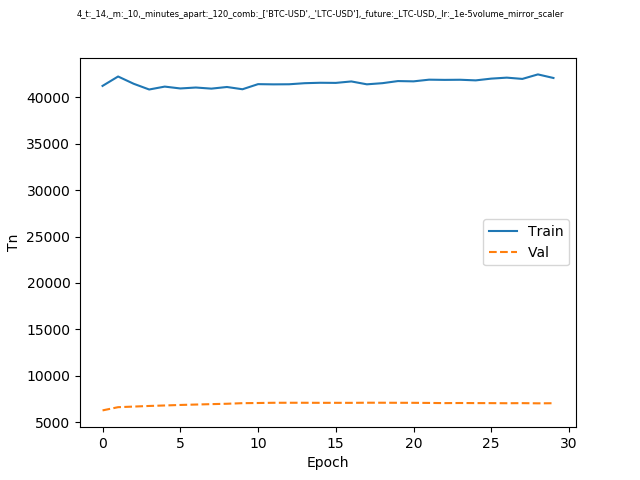 4_t:_14,_m:_10,_minutes_apart:_120_comb:_['BTC-USD',_'LTC-USD'],_future:_LTC-USD,_lr:_1e-5volume_mirror_scaler
40000
35000
30000
25000
20000
15000
10000
5000
Tn
Train
Val
0 5 10 15 20 25 30
Epoch